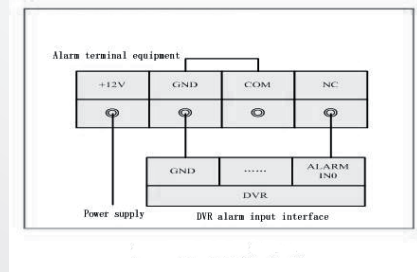 Alarm terminal equipment
+12V GND COM NC
GND ...... ALARM
IN0
DVR
Power supply DVR alarm input interface